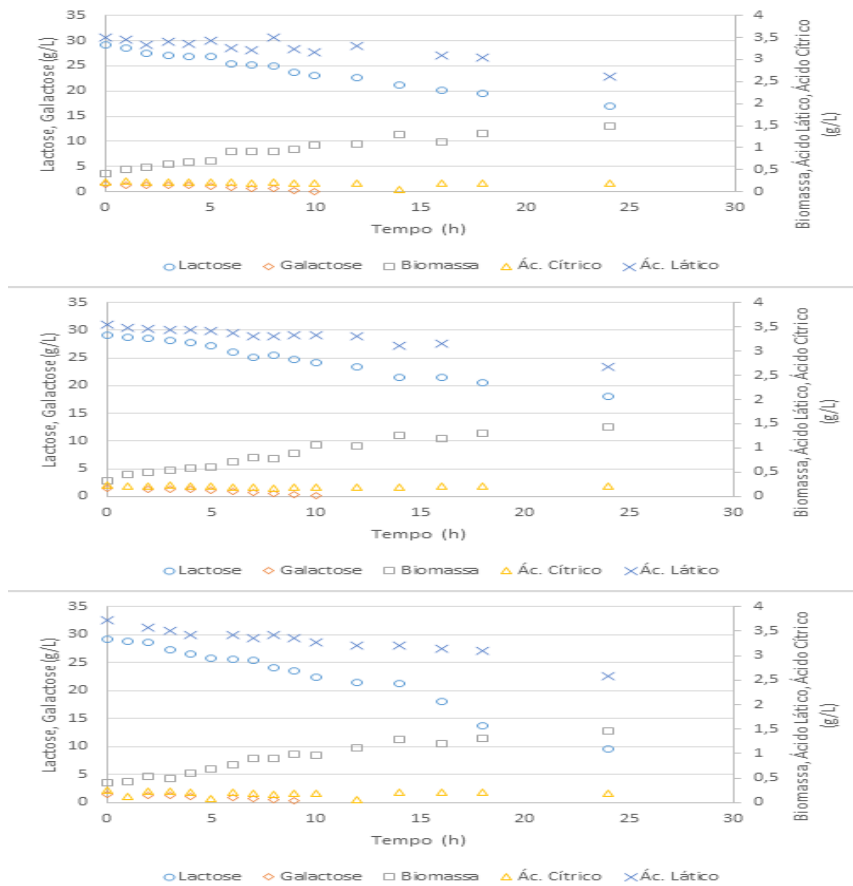 35
30
25
20
15
10
5
0
Lactose, Galactose (g/L)
4
3,5
3
2,5
2
1,5
1
0,5
0
Biomassa, Ácido Lático, Ácido Cítrico
(g/L)
0 5 10 15 20 25 30
Tempo (h)
Lactose Galactose Biomassa Ác. Cítrico Ác. Lático
35
30
25
20
15
10
5
0
Lactose, Galactose (g/L)
4
3,5
3
2,5
2
1,5
1
0,5
0
Biomassa, Ácido Lático, Ácido Cítrico
(g/L)
0 5 10 15 20 25 30
Tempo (h)
Lactose Galactose Biomassa Ác. Cítrico Ác. Lático
35
30
25
20
15
10
5
0
Lactose, Galactose (g/L)
4
3,5
3
2,5
2
1,5
1
0,5
0
Biomassa, Ácido Lático, Ácido Cítrico
(g/L)
0 5 10 15 20 25 30
Tempo (h)
Lactose Galactose Biomassa Ác. Cítrico Ác. Lático